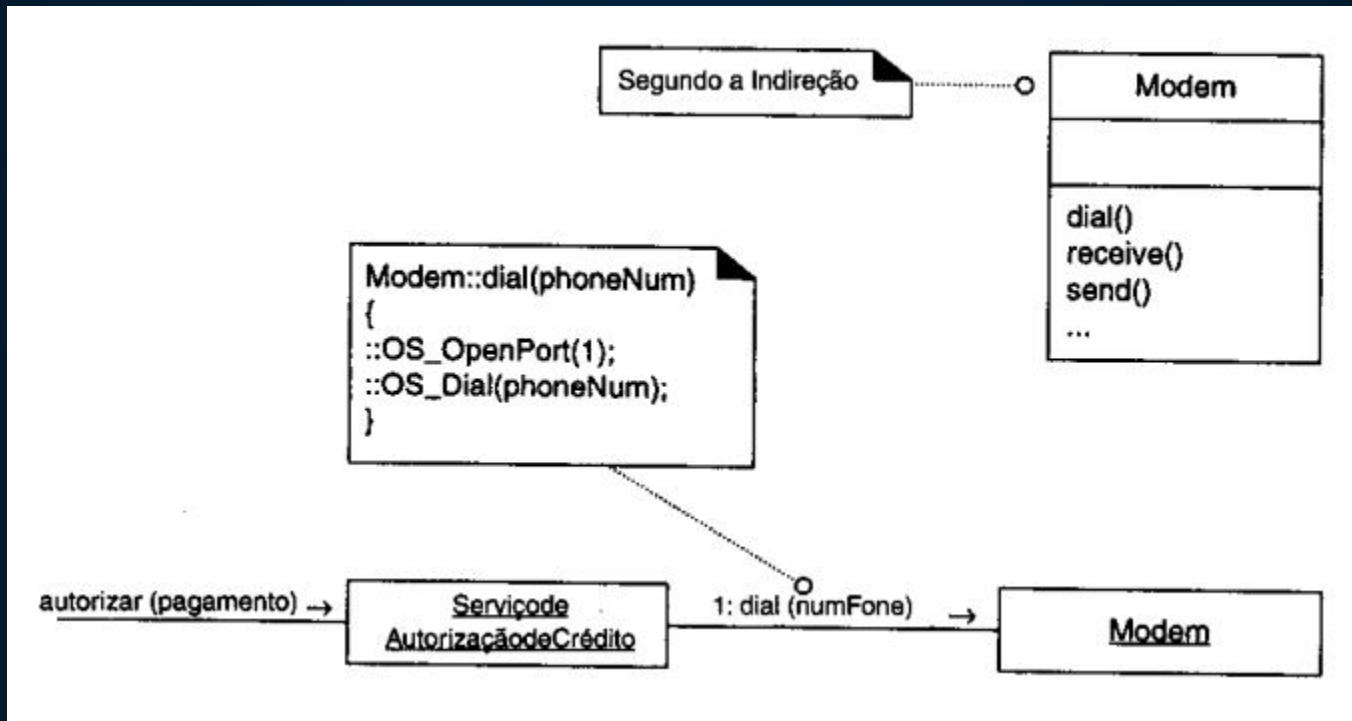 Segundo a Indireção
Modem
dial()
receive()
send()
...
Modem::dial(phoneNum)
{
::OS_OpenPort(1);
::OS_Dial(phoneNum);
}
autorizar (pagamento) →
Serviçode
AutorizaçãodeCrédito
1: dial (numFone) →
Modem